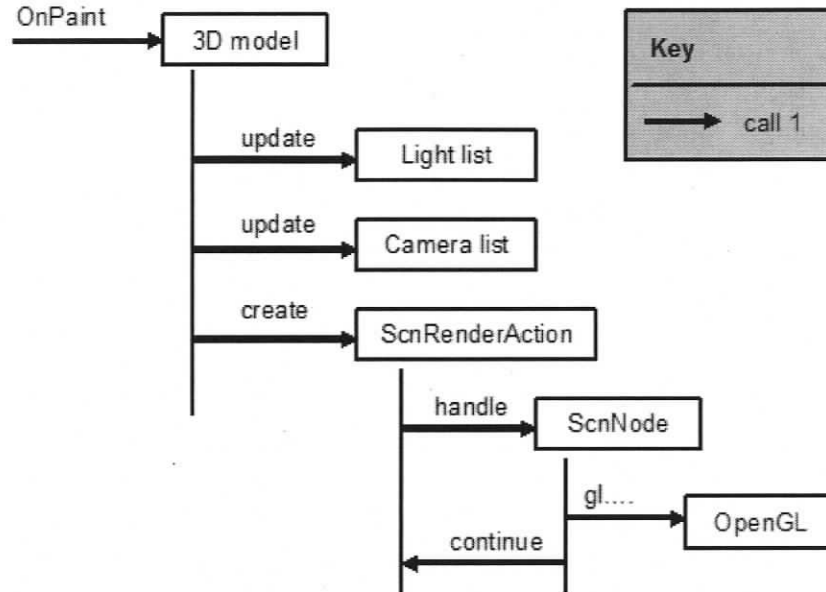 OnPaint
3D model
Key
call 1
update
Light list
update
Camera list
create
ScnRenderAction
handle
ScnNode
gl....
OpenGL
continue